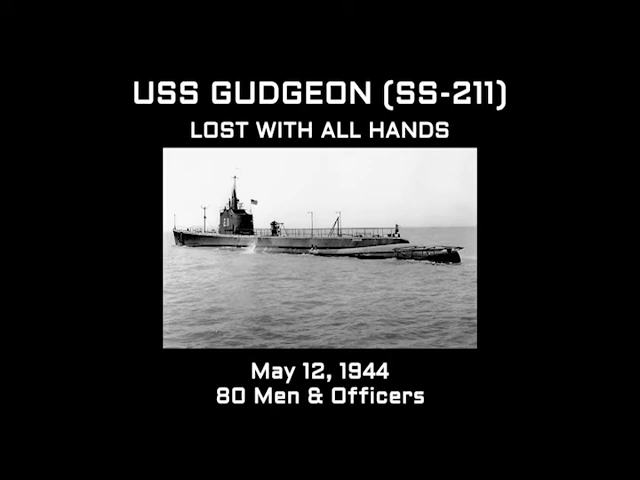 USS GUDGEON (SS-211)
LOST WITH ALL HANDS
May 12, 1944
80 Men & Officers